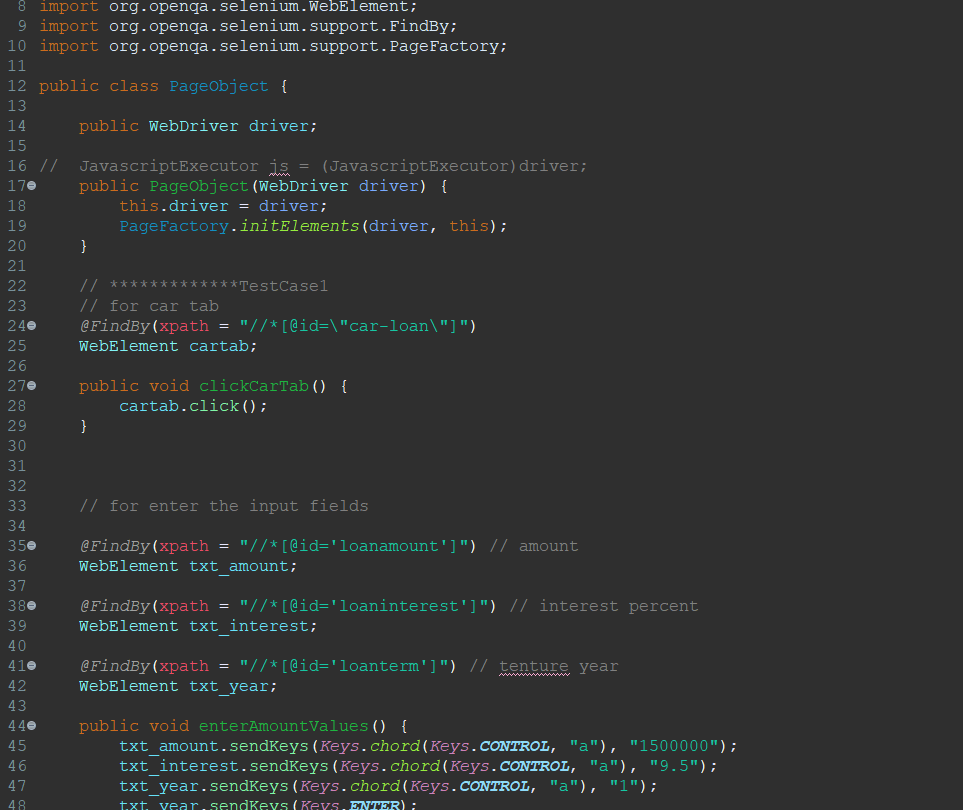 8 import org.openqa.selenium.WebElement;
9 import org.openqa.selenium.support.FindBy;
10 import org.openqa.selenium.support.PageFactory;
11
12 public class PageObject {
13
14     public WebDriver driver;
15
16 //  JavascriptExecutor js = (JavascriptExecutor)driver;
17     public PageObject(WebDriver driver) {
18         this.driver = driver;
19         PageFactory.initElements(driver, this);
20     }
21
22     // *************TestCase1
23     // for car tab
24     @FindBy(xpath = "//*[@id=\"car-loan\"]")
25     WebElement cartab;
26
27     public void clickCarTab() {
28         cartab.click();
29     }
30
31
32
33     // for enter the input fields
34
35     @FindBy(xpath = "//*[@id='loanamount']") // amount
36     WebElement txt_amount;
37
38     @FindBy(xpath = "//*[@id='loaninterest']") // interest percent
39     WebElement txt_interest;
40
41     @FindBy(xpath = "//*[@id='loanterm']") // tenture year
42     WebElement txt_year;
43
44     public void enterAmountValues() {
45         txt_amount.sendKeys(Keys.chord(Keys.CONTROL, "a"), "1500000");
46         txt_interest.sendKeys(Keys.chord(Keys.CONTROL, "a"), "9.5");
47         txt_year.sendKeys(Keys.chord(Keys.CONTROL, "a"), "1");
48         txt_year.sendKeys(Keys.ENTER);